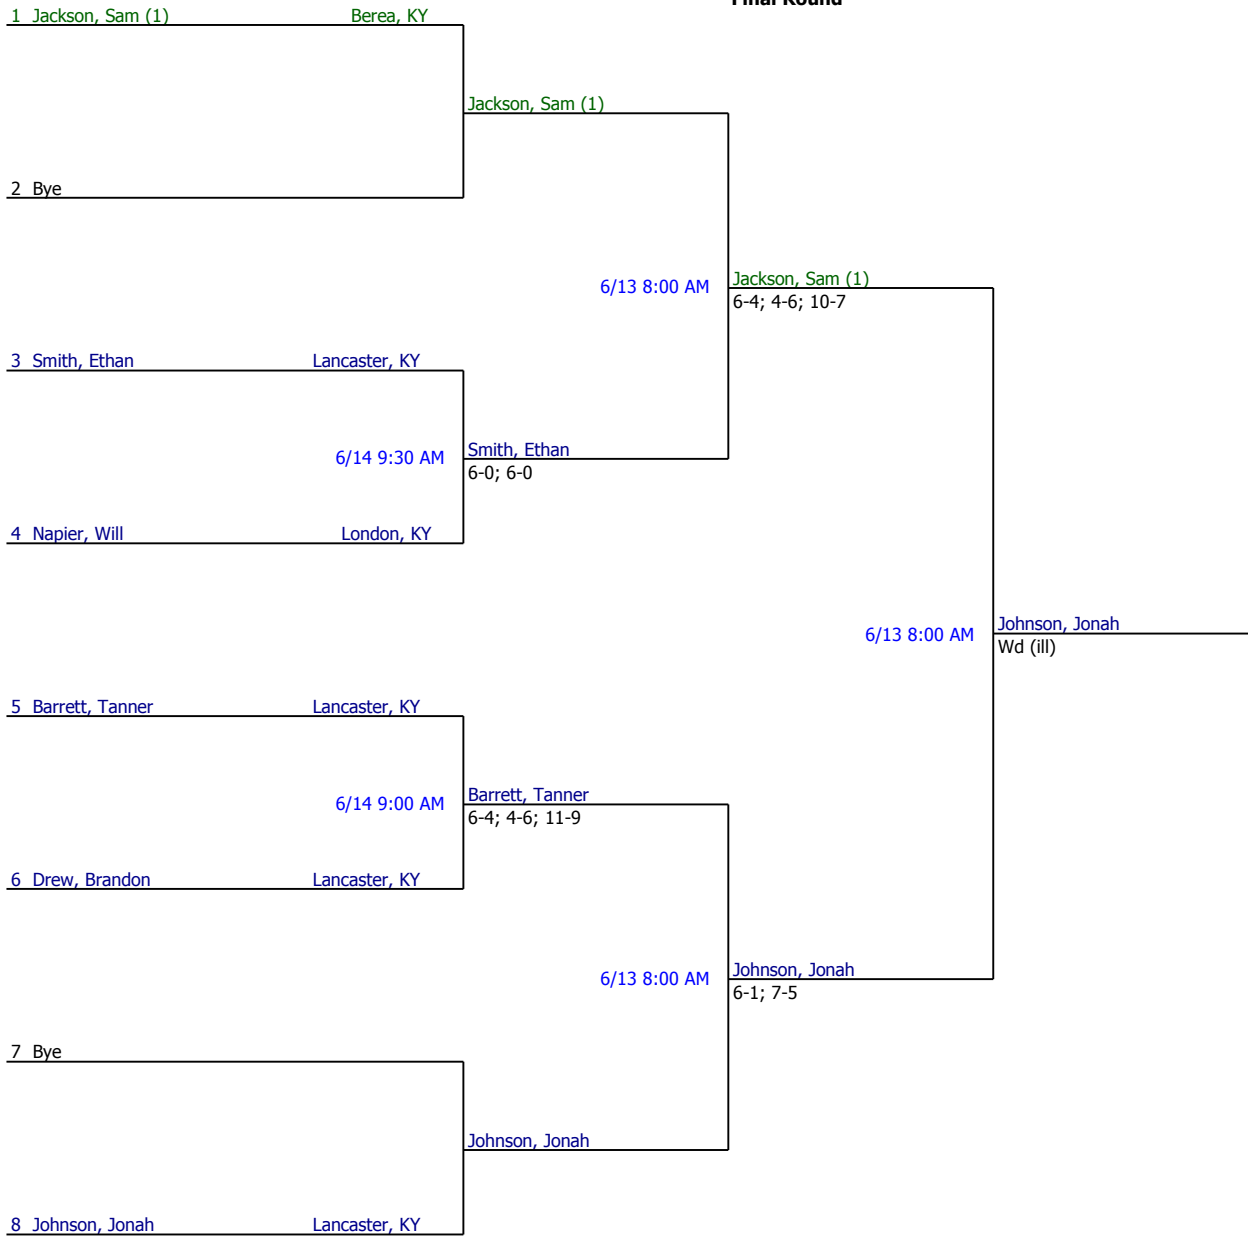 Final Round
1 Jackson, Sam (1) Berea, KY
Jackson, Sam (1)
2 Bye
6/13 8:00 AM
Jackson, Sam (1)
6-4; 4-6; 10-7
3 Smith, Ethan Lancaster, KY
6/14 9:30 AM
Smith, Ethan
6-0; 6-0
4 Napier, Will London, KY
6/13 8:00 AM
Johnson, Jonah
Wd (ill)
5 Barrett, Tanner Lancaster, KY
6/14 9:00 AM
Barrett, Tanner
6-4; 4-6; 11-9
6 Drew, Brandon Lancaster, KY
6/13 8:00 AM
Johnson, Jonah
6-1; 7-5
7 Bye
Johnson, Jonah
8 Johnson, Jonah Lancaster, KY